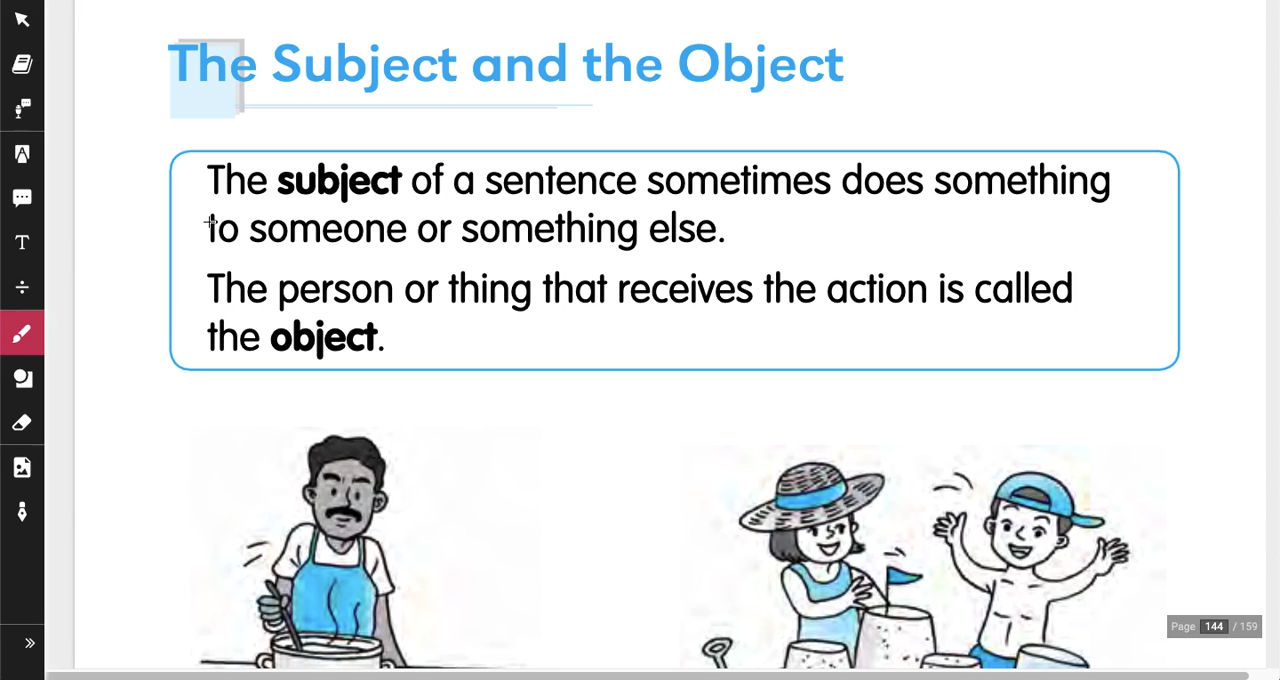 The Subject and the Object
The subject of a sentence sometimes does something
to someone or something else.
The person or thing that receives the action is called
the object.
Page 144 / 159